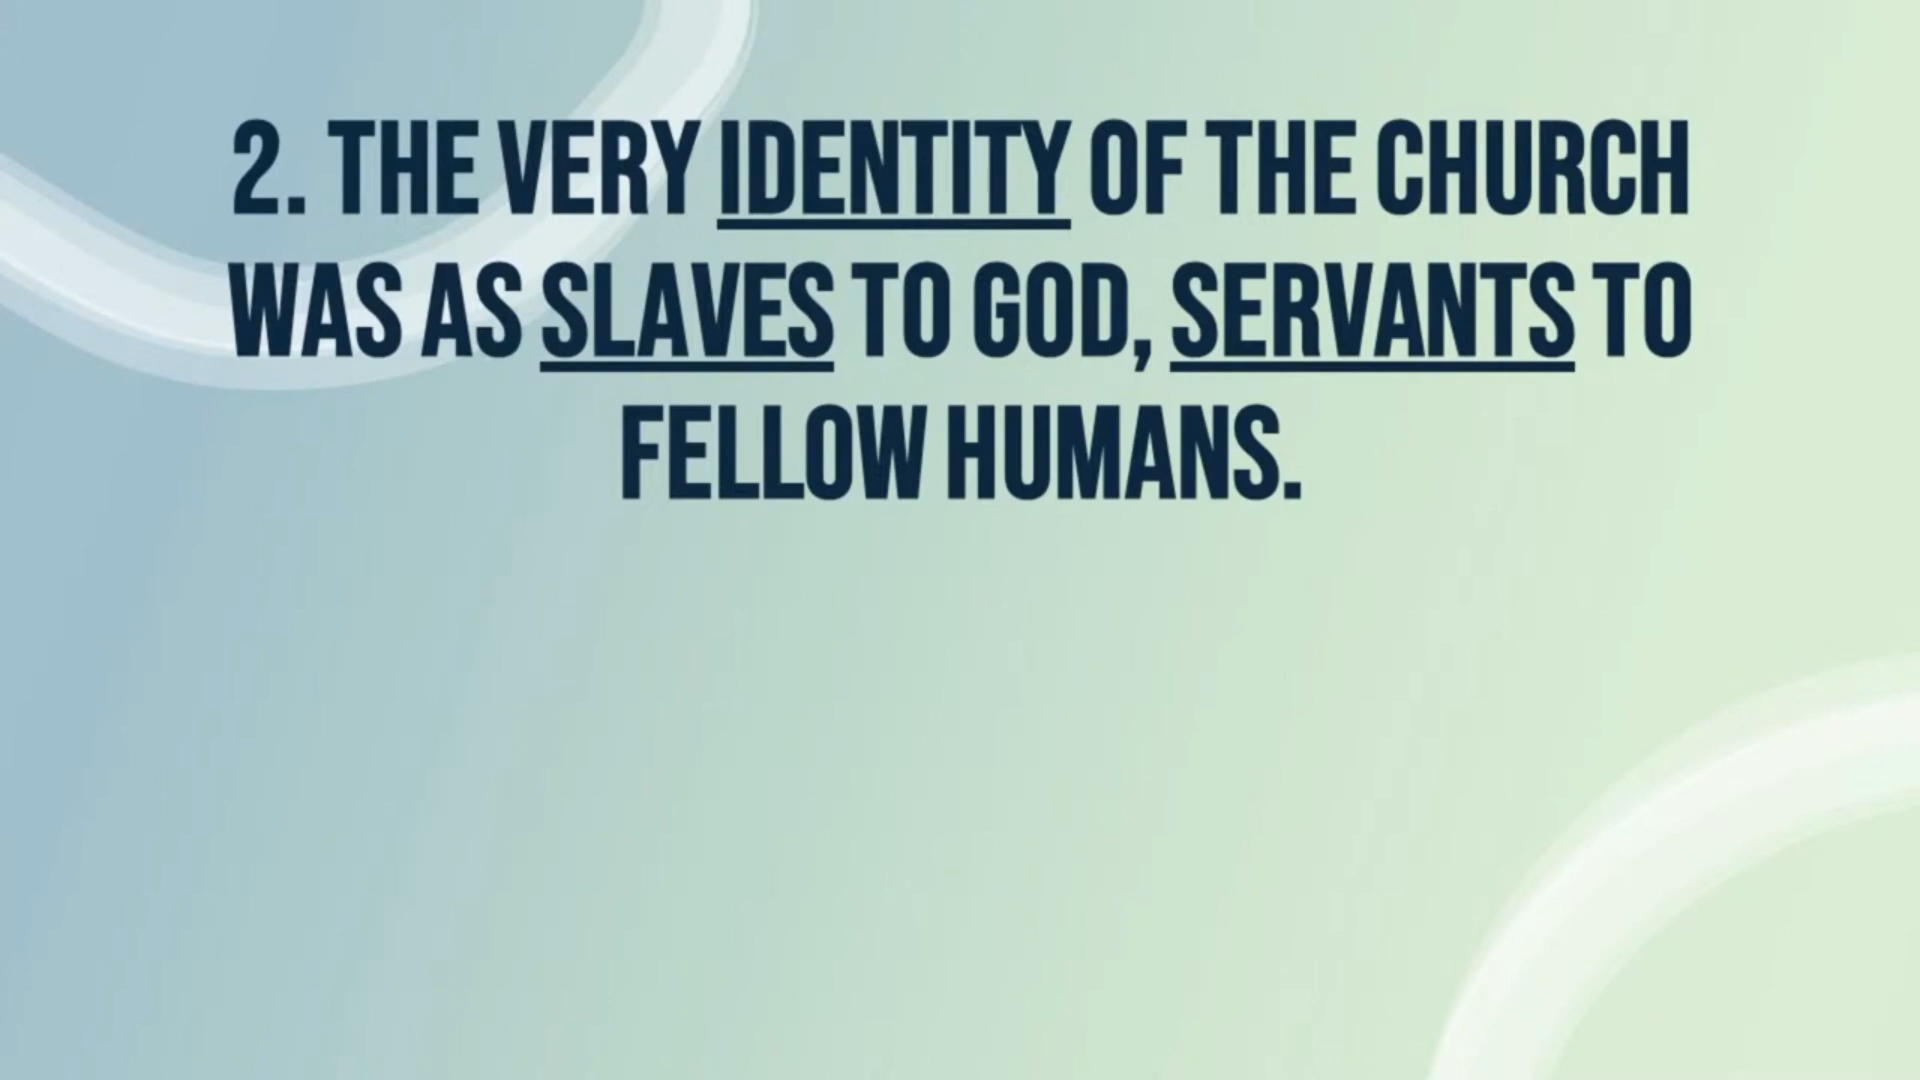 2. THE VERY IDENTITY OF THE CHURCH
WAS AS SLAVES TO GOD, SERVANTS TO
FELLOW HUMANS.